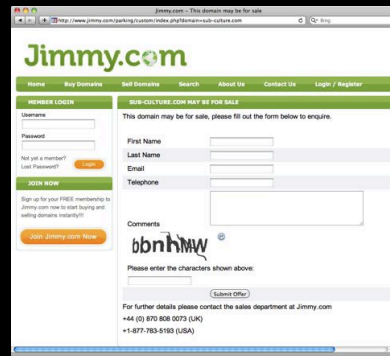 Jimmy.com – This domain may be for sale
http://www.jimmy.com/parking/custom/index.php?domain=sub-culture.com
Bing
Jimmy.com
Home Buy Domains Sell Domains Search About Us Contact Us Login / Register
MEMBER LOGIN
Username
Password
Not yet a member?
Lost Password?
Login
JOIN NOW
Sign up for your FREE membership to
Jimmy.com now to start buying and
selling domains instantly!!!
Join Jimmy.com Now
SUB-CULTURE.COM MAY BE FOR SALE
This domain may be for sale, please fill out the form below to enquire.
First Name
Last Name
Email
Telephone
Comments
bbnhMW
Please enter the characters shown above:
Submit Offer
For further details please contact the sales department at Jimmy.com
+44 (0) 870 808 0073 (UK)
+1-877-783-5193 (USA)